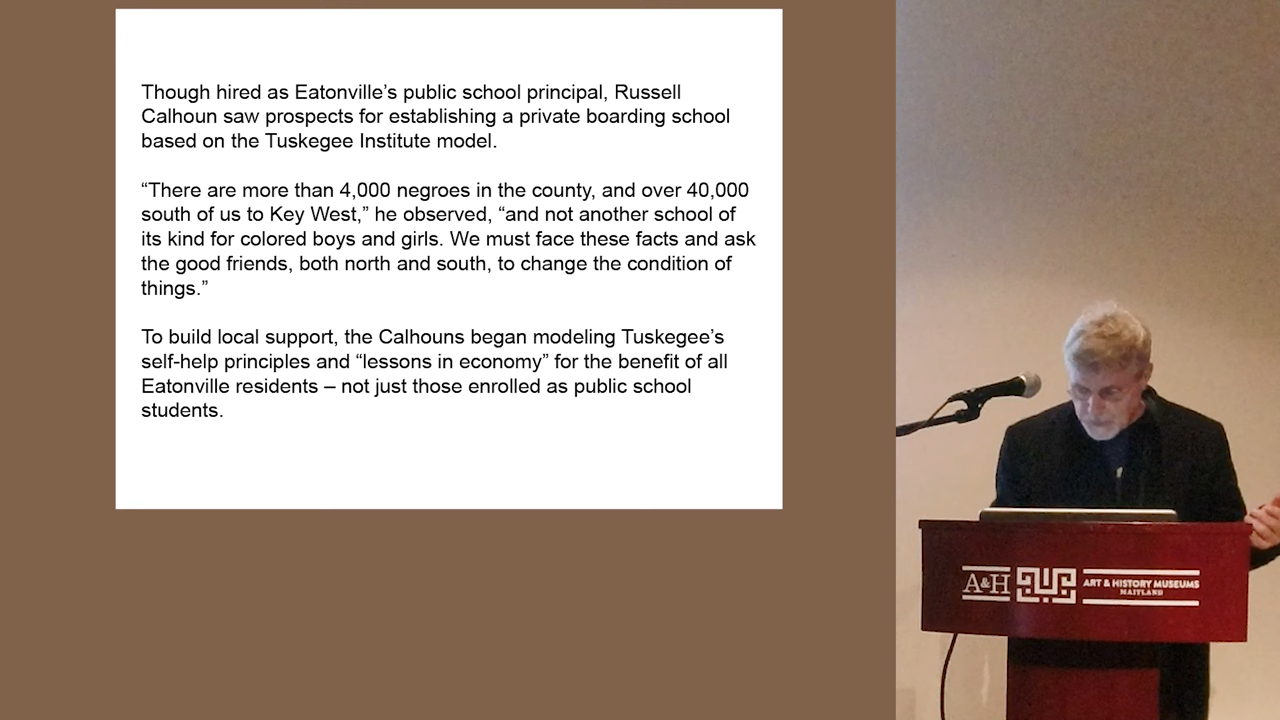 Though hired as Eatonville’s public school principal, Russell
Calhoun saw prospects for establishing a private boarding school
based on the Tuskegee Institute model.
“There are more than 4,000 negroes in the county, and over 40,000
south of us to Key West,” he observed, “and not another school of
its kind for colored boys and girls. We must face these facts and ask
the good friends, both north and south, to change the condition of
things.”
To build local support, the Calhouns began modeling Tuskegee’s
self-help principles and “lessons in economy” for the benefit of all
Eatonville residents – not just those enrolled as public school
students.
A&H
ART & HISTORY MUSEUMS
MAITLAND